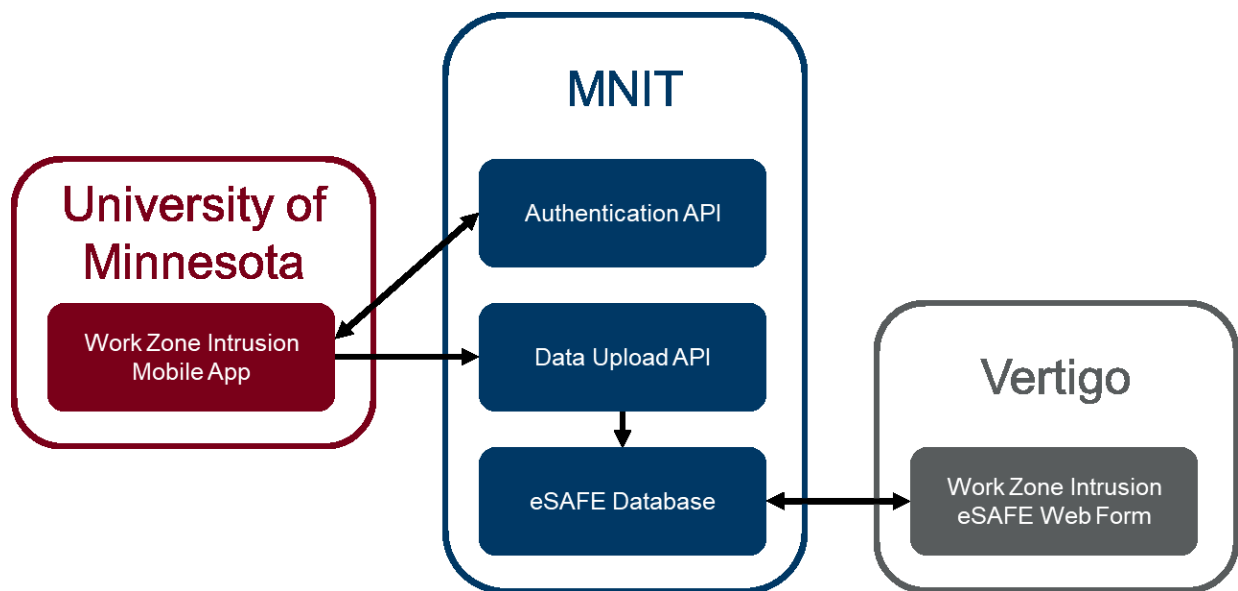 University of
Minnesota
Work Zone Intrusion
Mobile App
MNIT
Authentication API
Data Upload API
eSAFE Database
Vertigo
Work Zone Intrusion
eSAFE Web Form